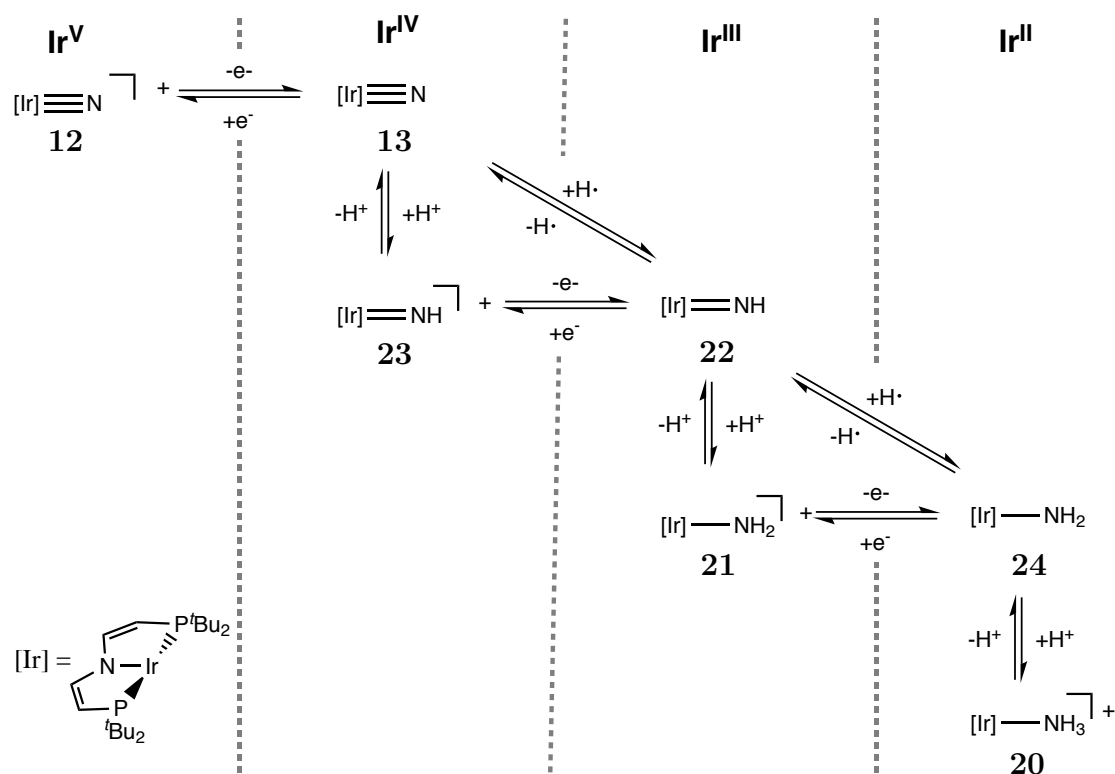 Ir^V Ir^IV Ir^III Ir^II
[Ir]≡N + -e- [Ir]≡N
+e^-
12 13
-H^+ +H^+ +H• -H•
[Ir]=NH + -e- [Ir]=NH
+e^-
23 22
-H^+ +H^+ +H• -H•
[Ir]—NH2 + -e- [Ir]—NH2
+e^-
21 24
-H^+ +H^+
[Ir]—NH3 +
20
[Ir] =
P^tBu2
N Ir
P
^tBu2